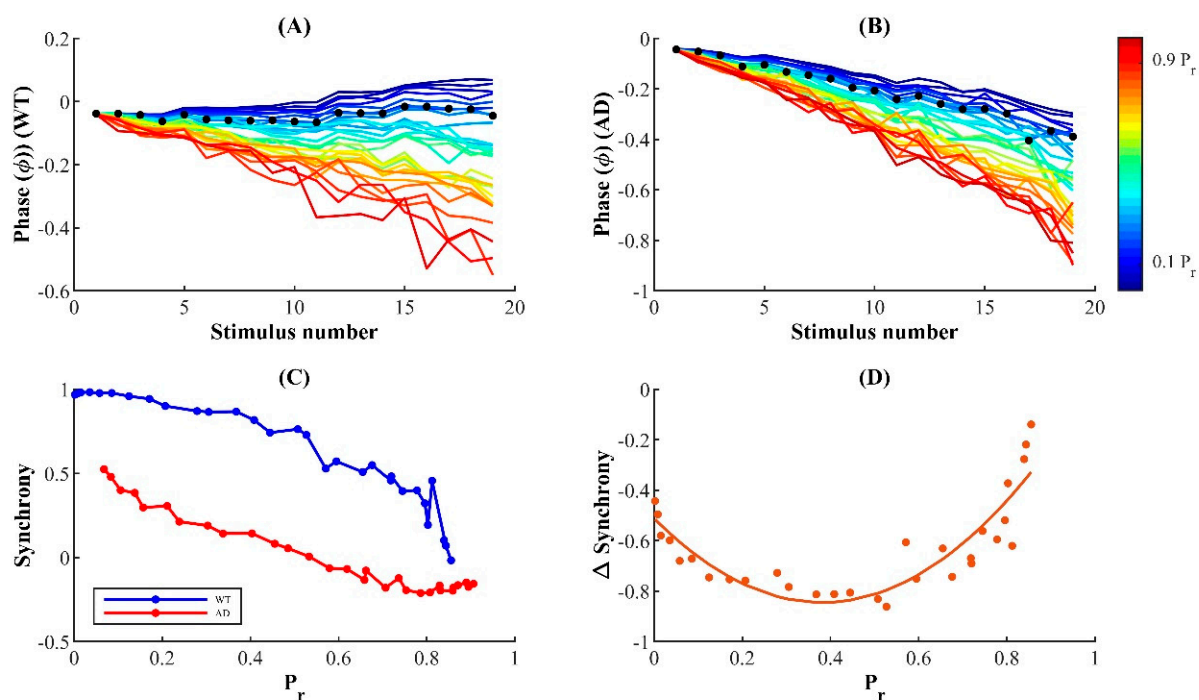 (A)
Phase (ϕ)) (WT)
0.2
0
-0.2
-0.4
-0.6
0
5
10
15
20
Stimulus number
(B)
Phase (ϕ) (AD)
0
-0.2
-0.4
-0.6
-0.8
-1
0
5
10
15
20
Stimulus number
0.9 Pr
0.1 Pr
(C)
Synchrony
1
0.5
0
-0.5
WT
AD
0
0.2
0.4
0.6
0.8
1
Pr
(D)
Δ Synchrony
0
-0.2
-0.4
-0.6
-0.8
-1
0
0.2
0.4
0.6
0.8
1
Pr